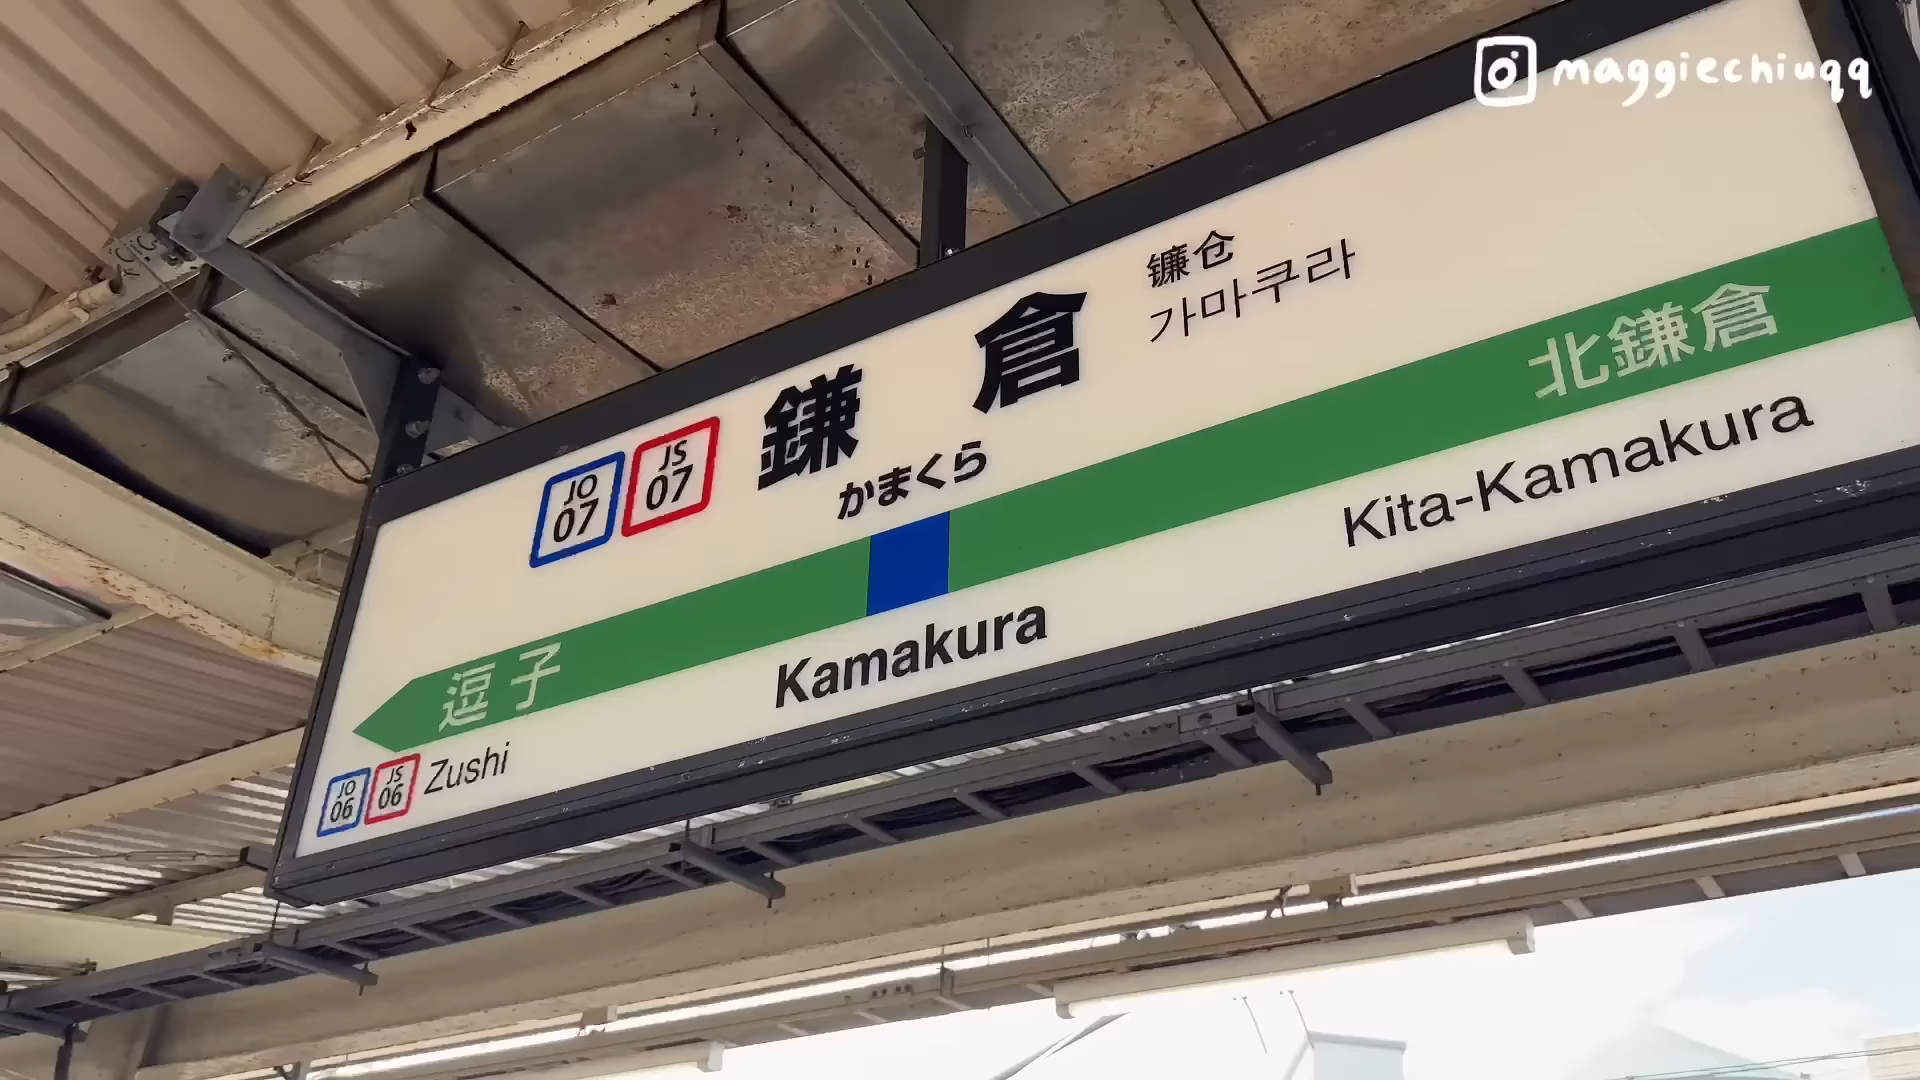 maggiechiuqq
镰仓
가마쿠라
鎌倉
JO
07
JS
07
かまくら
北鎌倉
Kita-Kamakura
Kamakura
逗子
JO
06
JS
06
Zushi